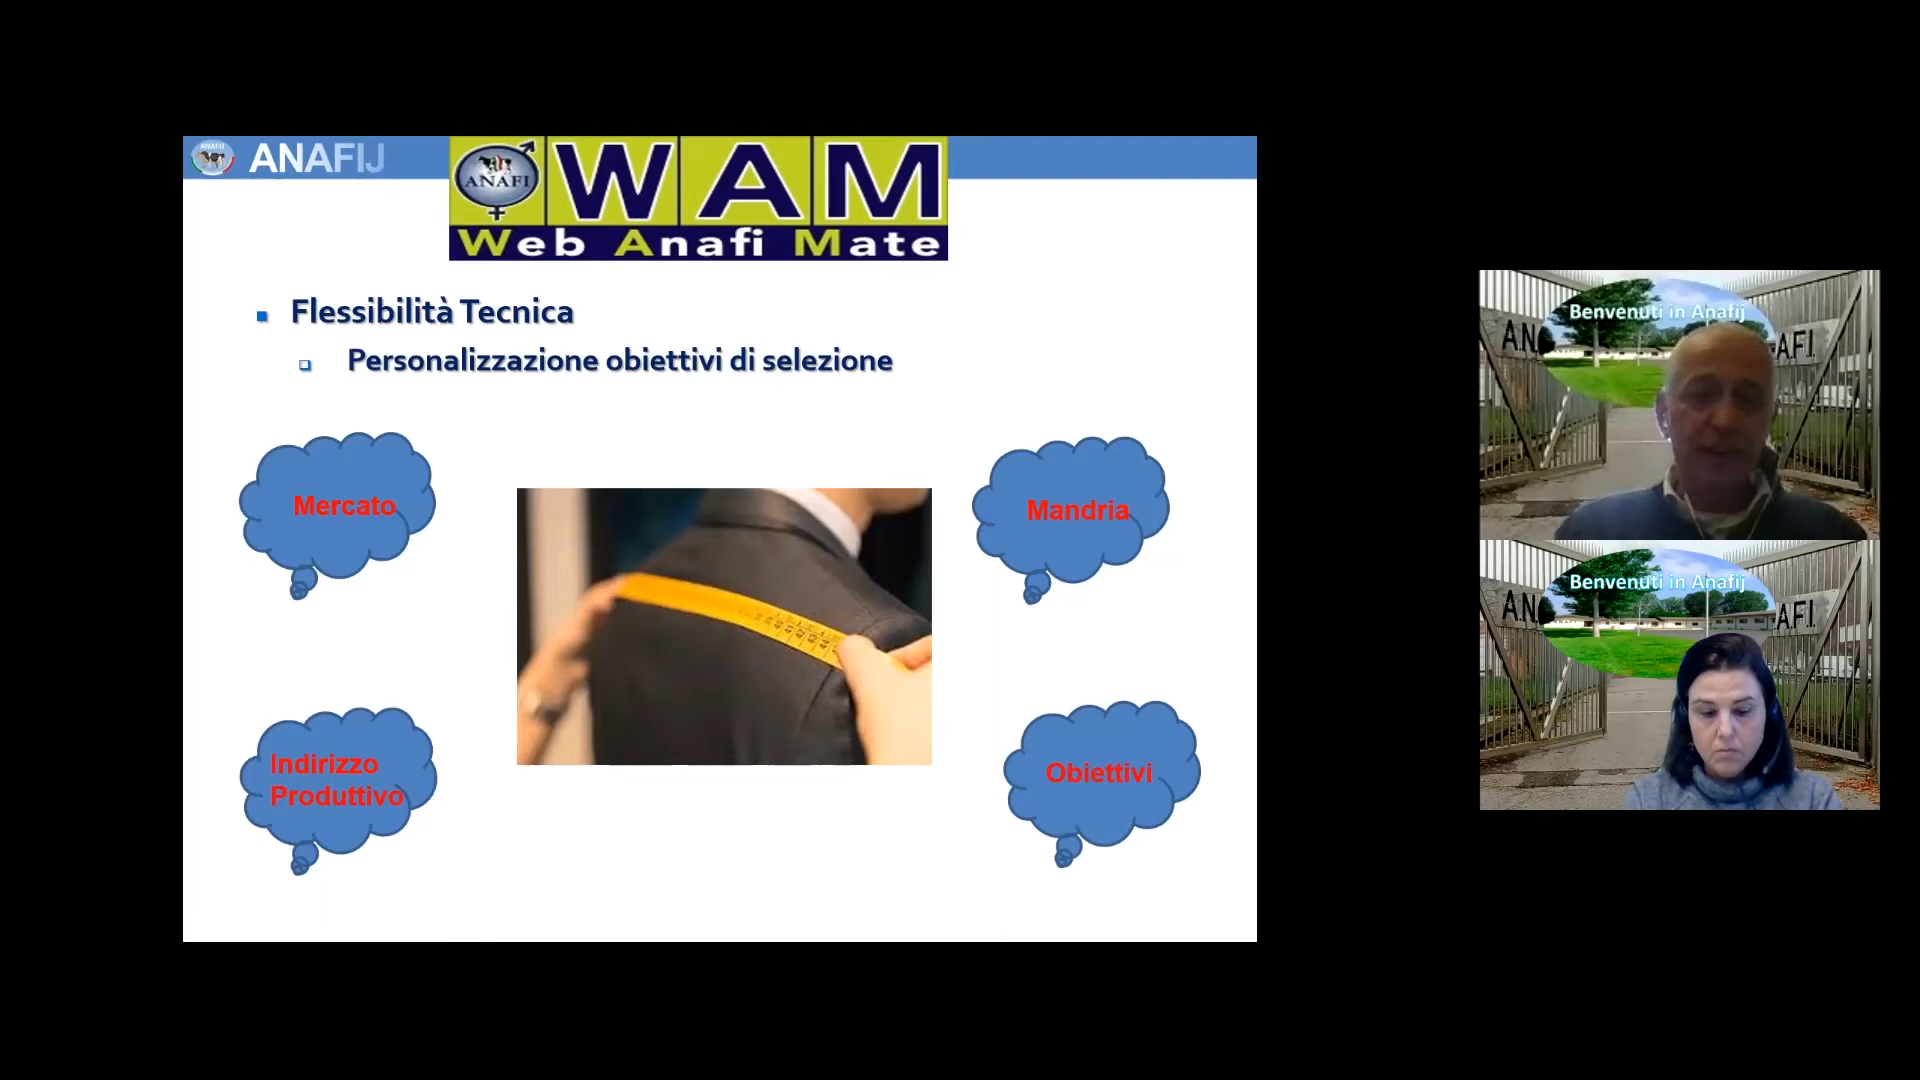 ANAFIJ
ANAFI
WAM
Web Anafi Mate
Flessibilità Tecnica
Personalizzazione obiettivi di selezione
Mercato
Mandria
Indirizzo
Produttivo
Obiettivi
Benvenuti in Anafij
A.N.
A.F.I.
Benvenuti in Anafij
A.N.
A.F.I.